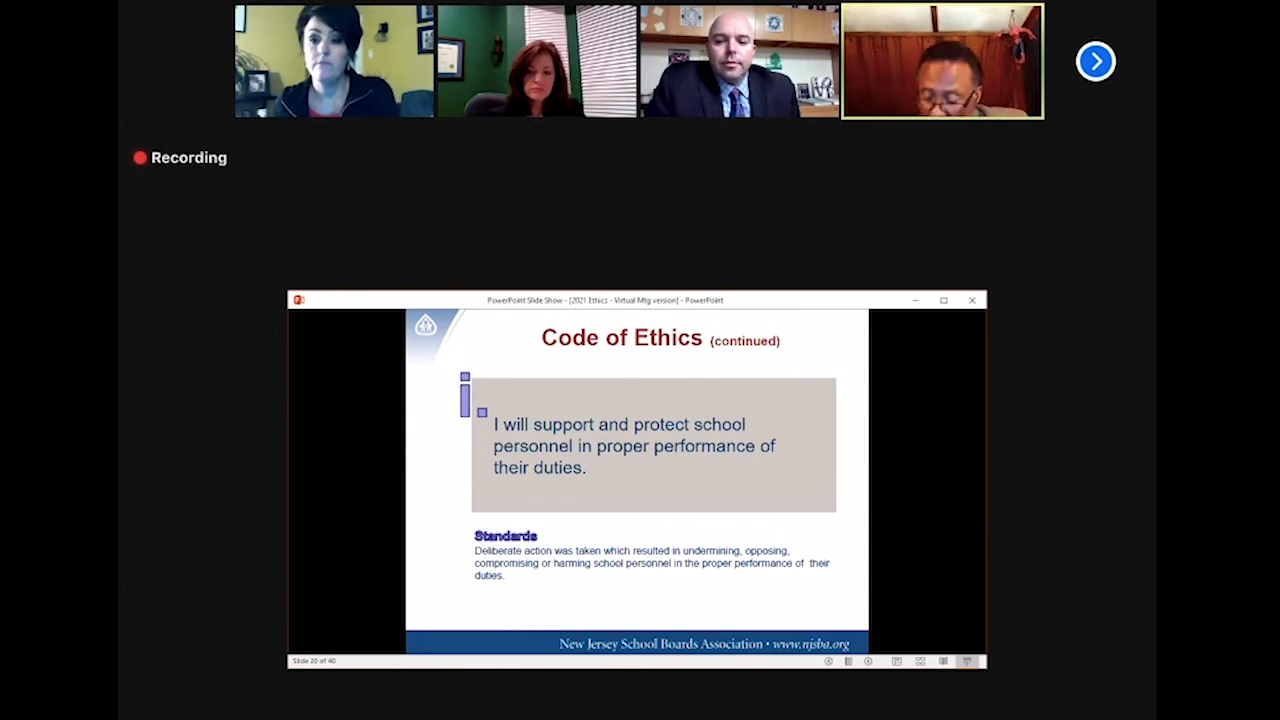 Recording
PowerPoint Slide Show - [2021 Ethics - Virtual Mtg version] - PowerPoint
Code of Ethics (continued)
i.
I will support and protect school
personnel in proper performance of
their duties.
Standards
Deliberate action was taken which resulted in undermining, opposing,
compromising or harming school personnel in the proper performance of their
duties.
New Jersey School Boards Association • www.njsba.org
Slide 20 of 40